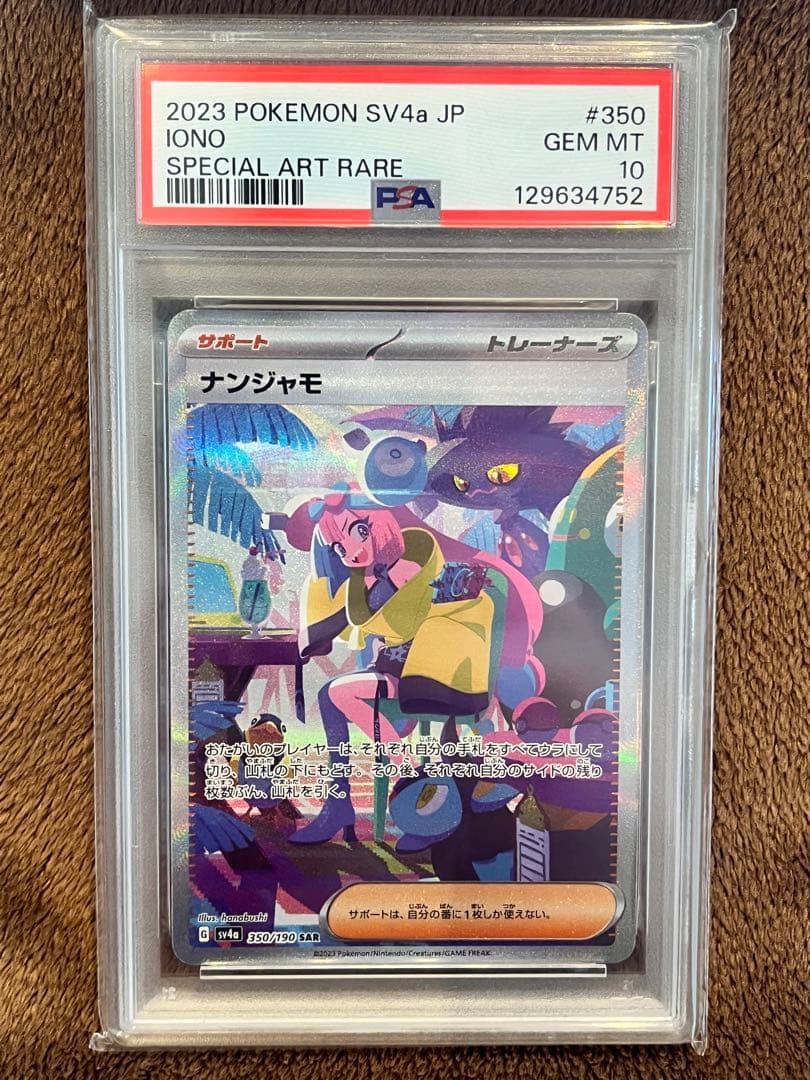 2023 POKEMON SV4a JP #350
IONO GEM MT
SPECIAL ART RARE 10
PSA 129634752
サポート トレーナーズ
ナンジャモ
おたがいのプレイヤーは、それぞれ自分の手札をすべてウラにして
切り、山札の下にもどす。その後、それぞれ自分のサイドの残り
枚数ぶん、山札を引く。
サポートは、自分の番に1枚しか使えない。
Illus. hanabushi
G sv4a 350/190 SAR
©2023 Pokémon/Nintendo/Creatures/GAME FREAK.